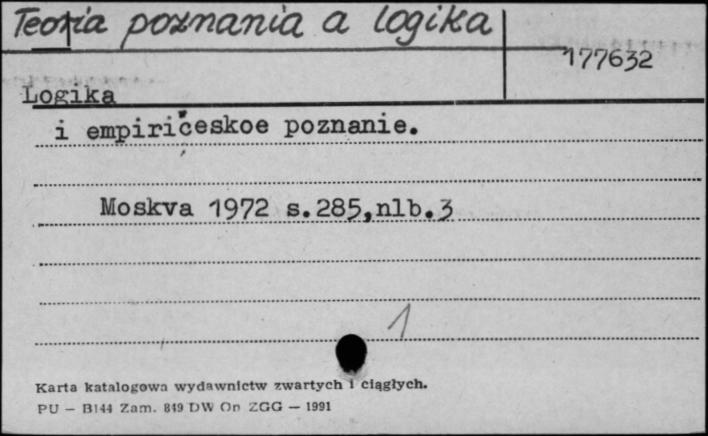 Teoria poznania a logika
177632
Logika
i empiričeskoe poznanie.
Moskva 1972 s.285,nlb.3
1
Karta katalogowa wydawnictw zwartych i ciągłych.
PU — B144 Zam. 819 DW Op ZGG — 1991